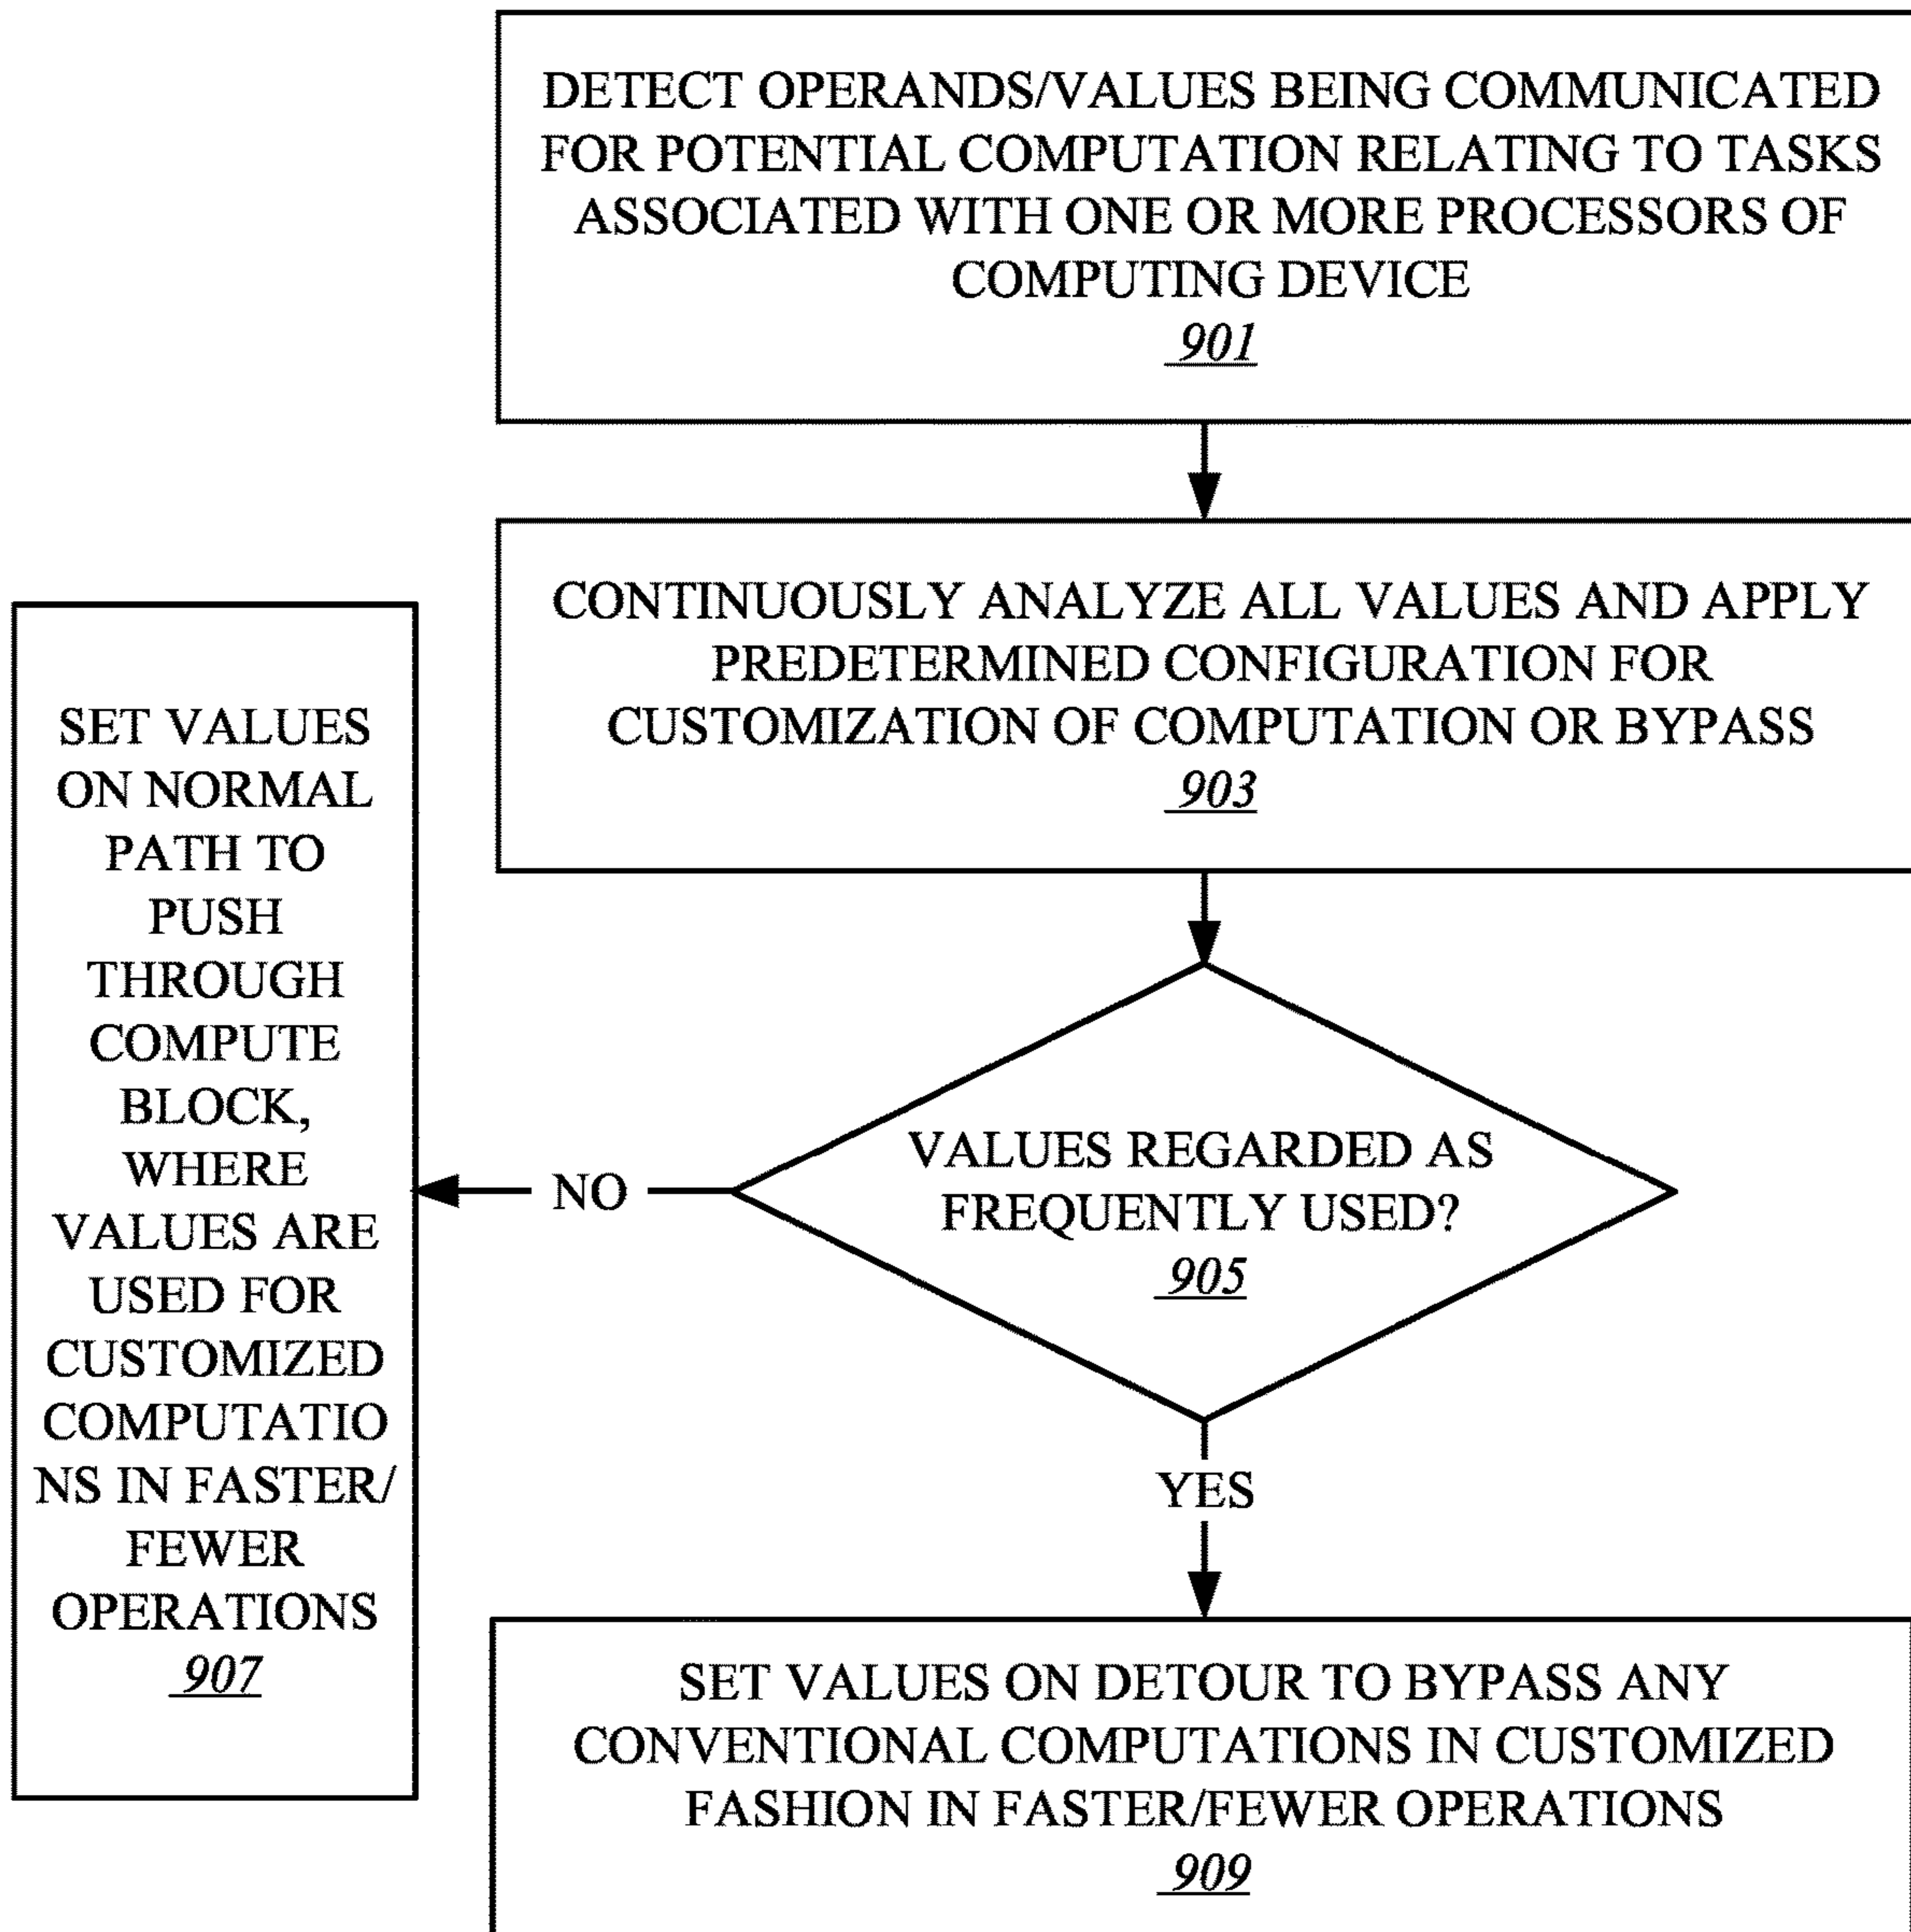 DETECT OPERANDS/VALUES BEING COMMUNICATED
FOR POTENTIAL COMPUTATION RELATING TO TASKS
ASSOCIATED WITH ONE OR MORE PROCESSORS OF
COMPUTING DEVICE
901
CONTINUOUSLY ANALYZE ALL VALUES AND APPLY
PREDETERMINED CONFIGURATION FOR
CUSTOMIZATION OF COMPUTATION OR BYPASS
903
VALUES REGARDED AS
FREQUENTLY USED?
905
NO
SET VALUES
ON NORMAL
PATH TO
PUSH
THROUGH
COMPUTE
BLOCK,
WHERE
VALUES ARE
USED FOR
CUSTOMIZED
COMPUTATIO
NS IN FASTER/
FEWER
OPERATIONS
907
YES
SET VALUES ON DETOUR TO BYPASS ANY
CONVENTIONAL COMPUTATIONS IN CUSTOMIZED
FASHION IN FASTER/FEWER OPERATIONS
909